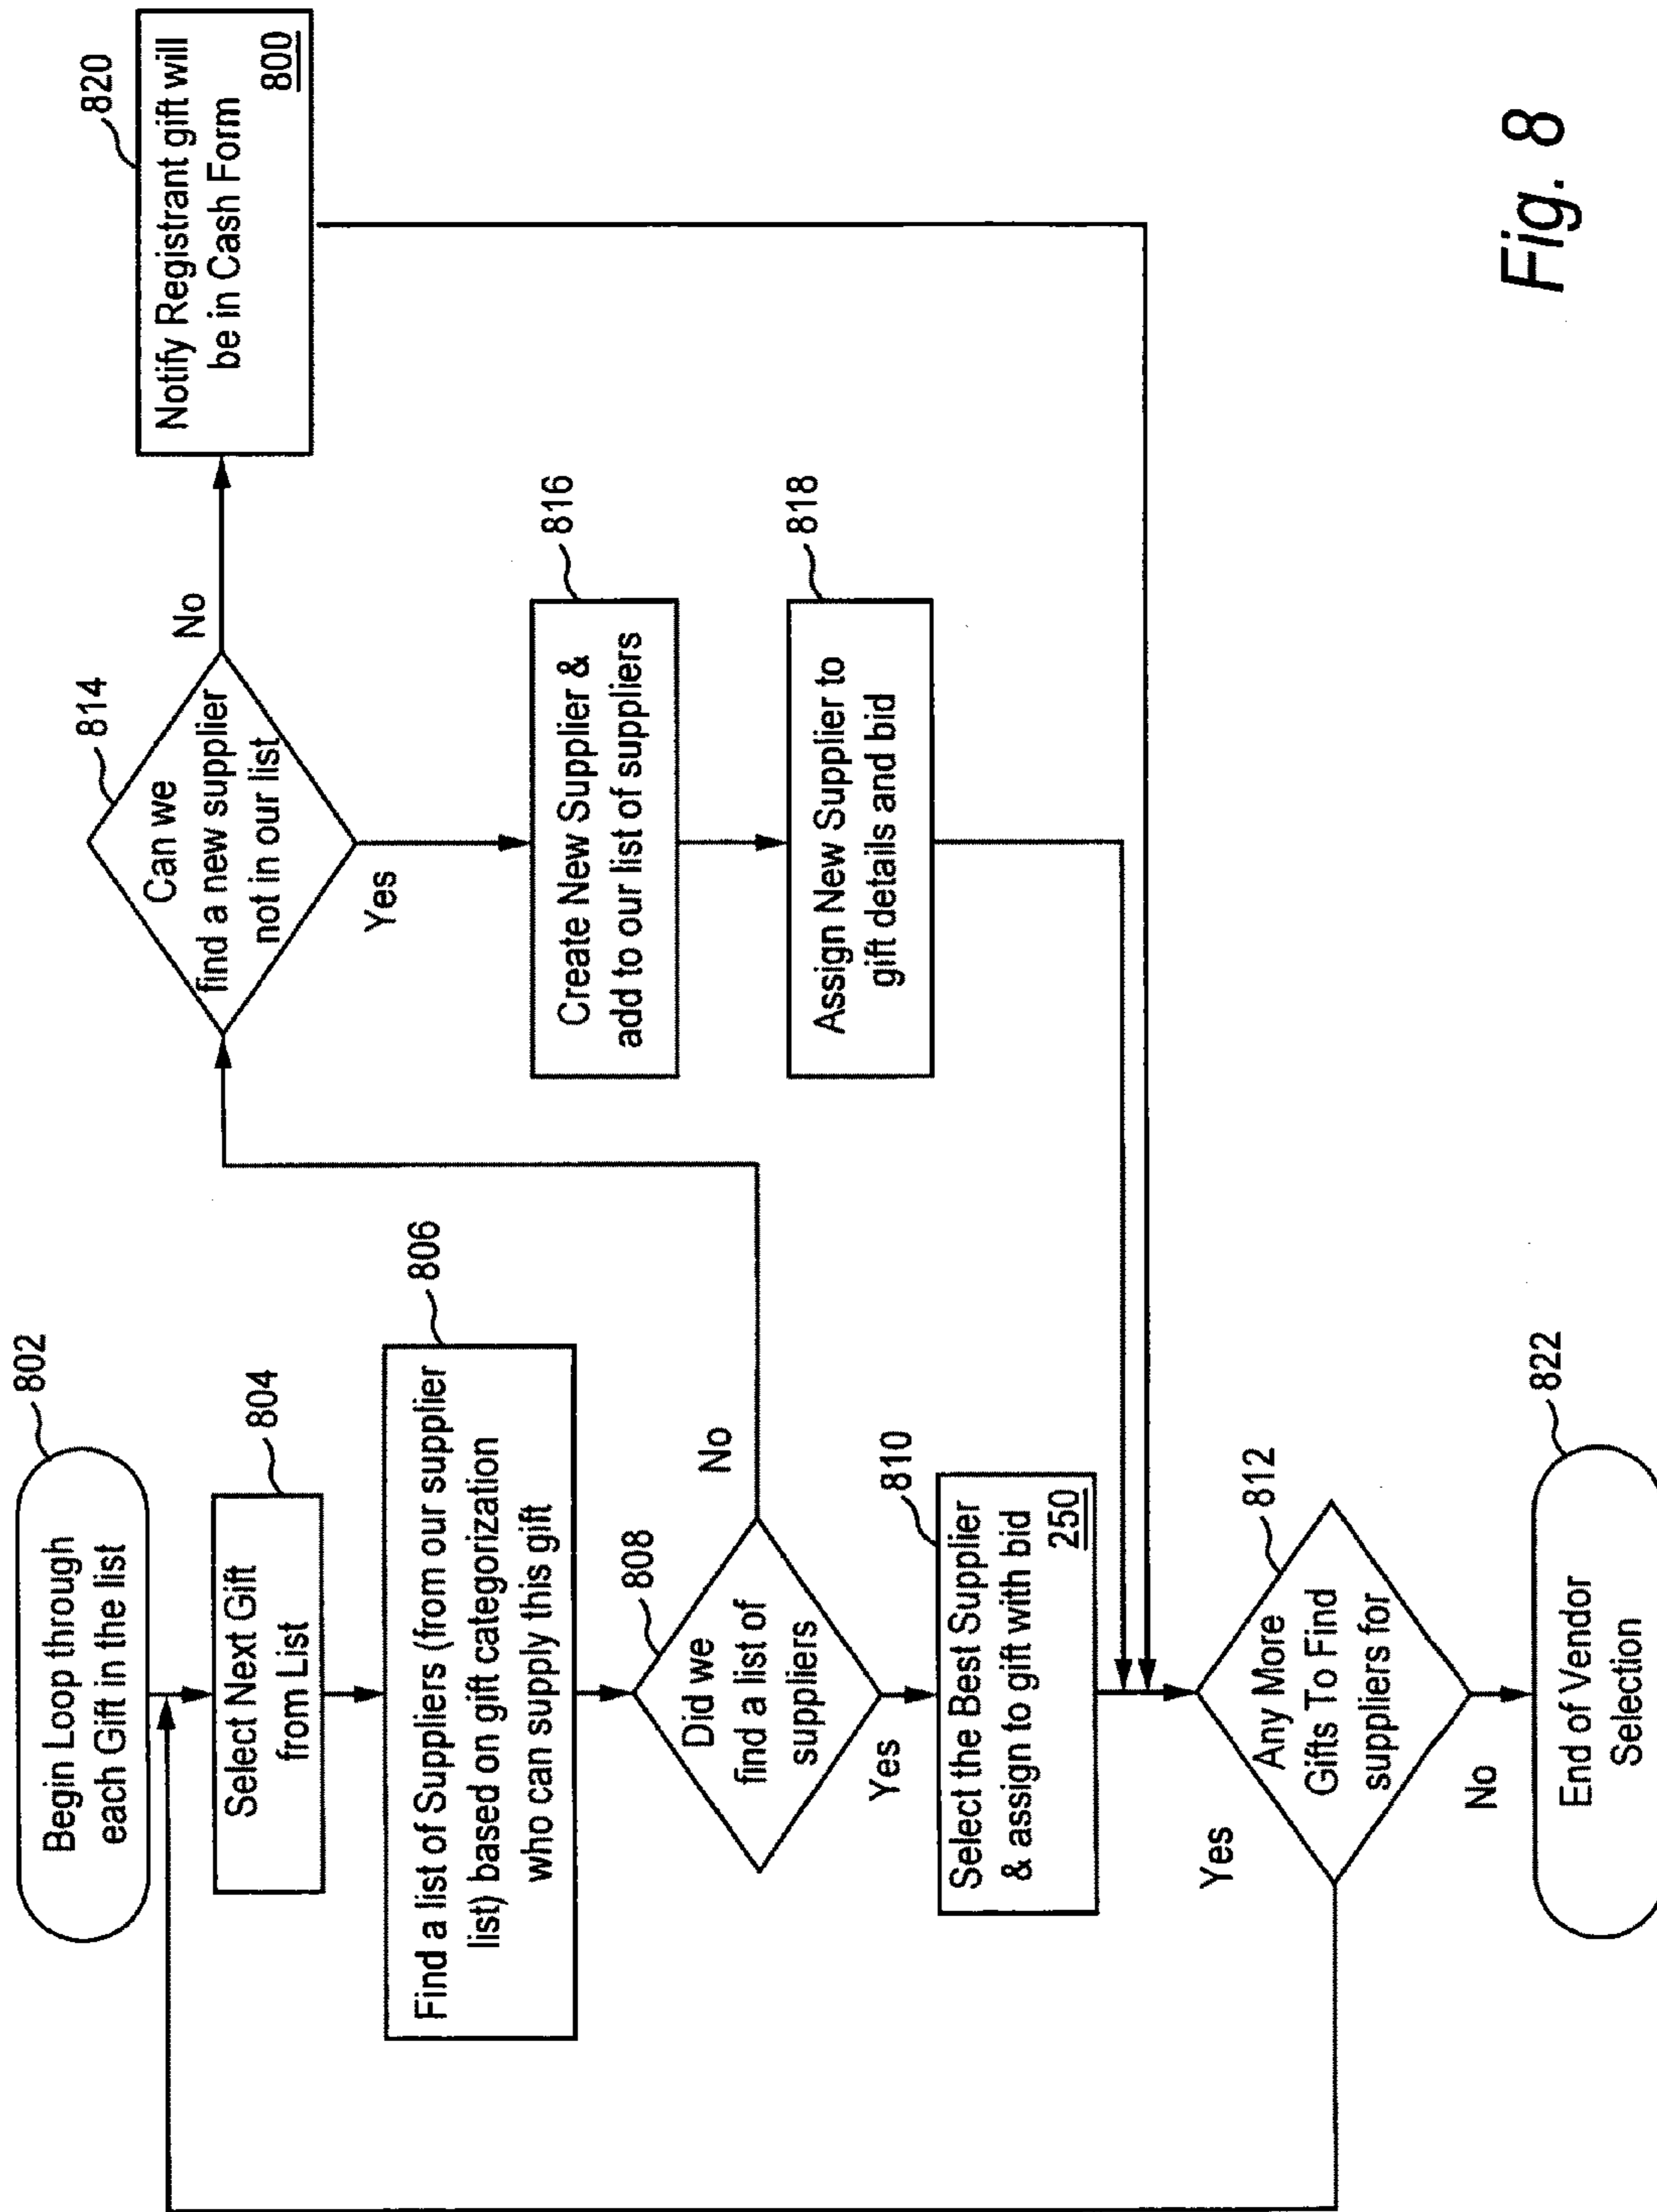 802
Begin Loop through
each Gift in the list
804
Select Next Gift
from List
806
Find a list of Suppliers (from our supplier
list) based on gift categorization
who can supply this gift
808
Did we
find a list of
suppliers
No
Yes
810
Select the Best Supplier
& assign to gift with bid
250
812
Any More
Gifts To Find
suppliers for
Yes
No
822
End of Vendor
Selection
814
Can we
find a new supplier
not in our list
No
Yes
816
Create New Supplier &
add to our list of suppliers
818
Assign New Supplier to
gift details and bid
820
Notify Registrant gift will
be in Cash Form
800
Fig. 8